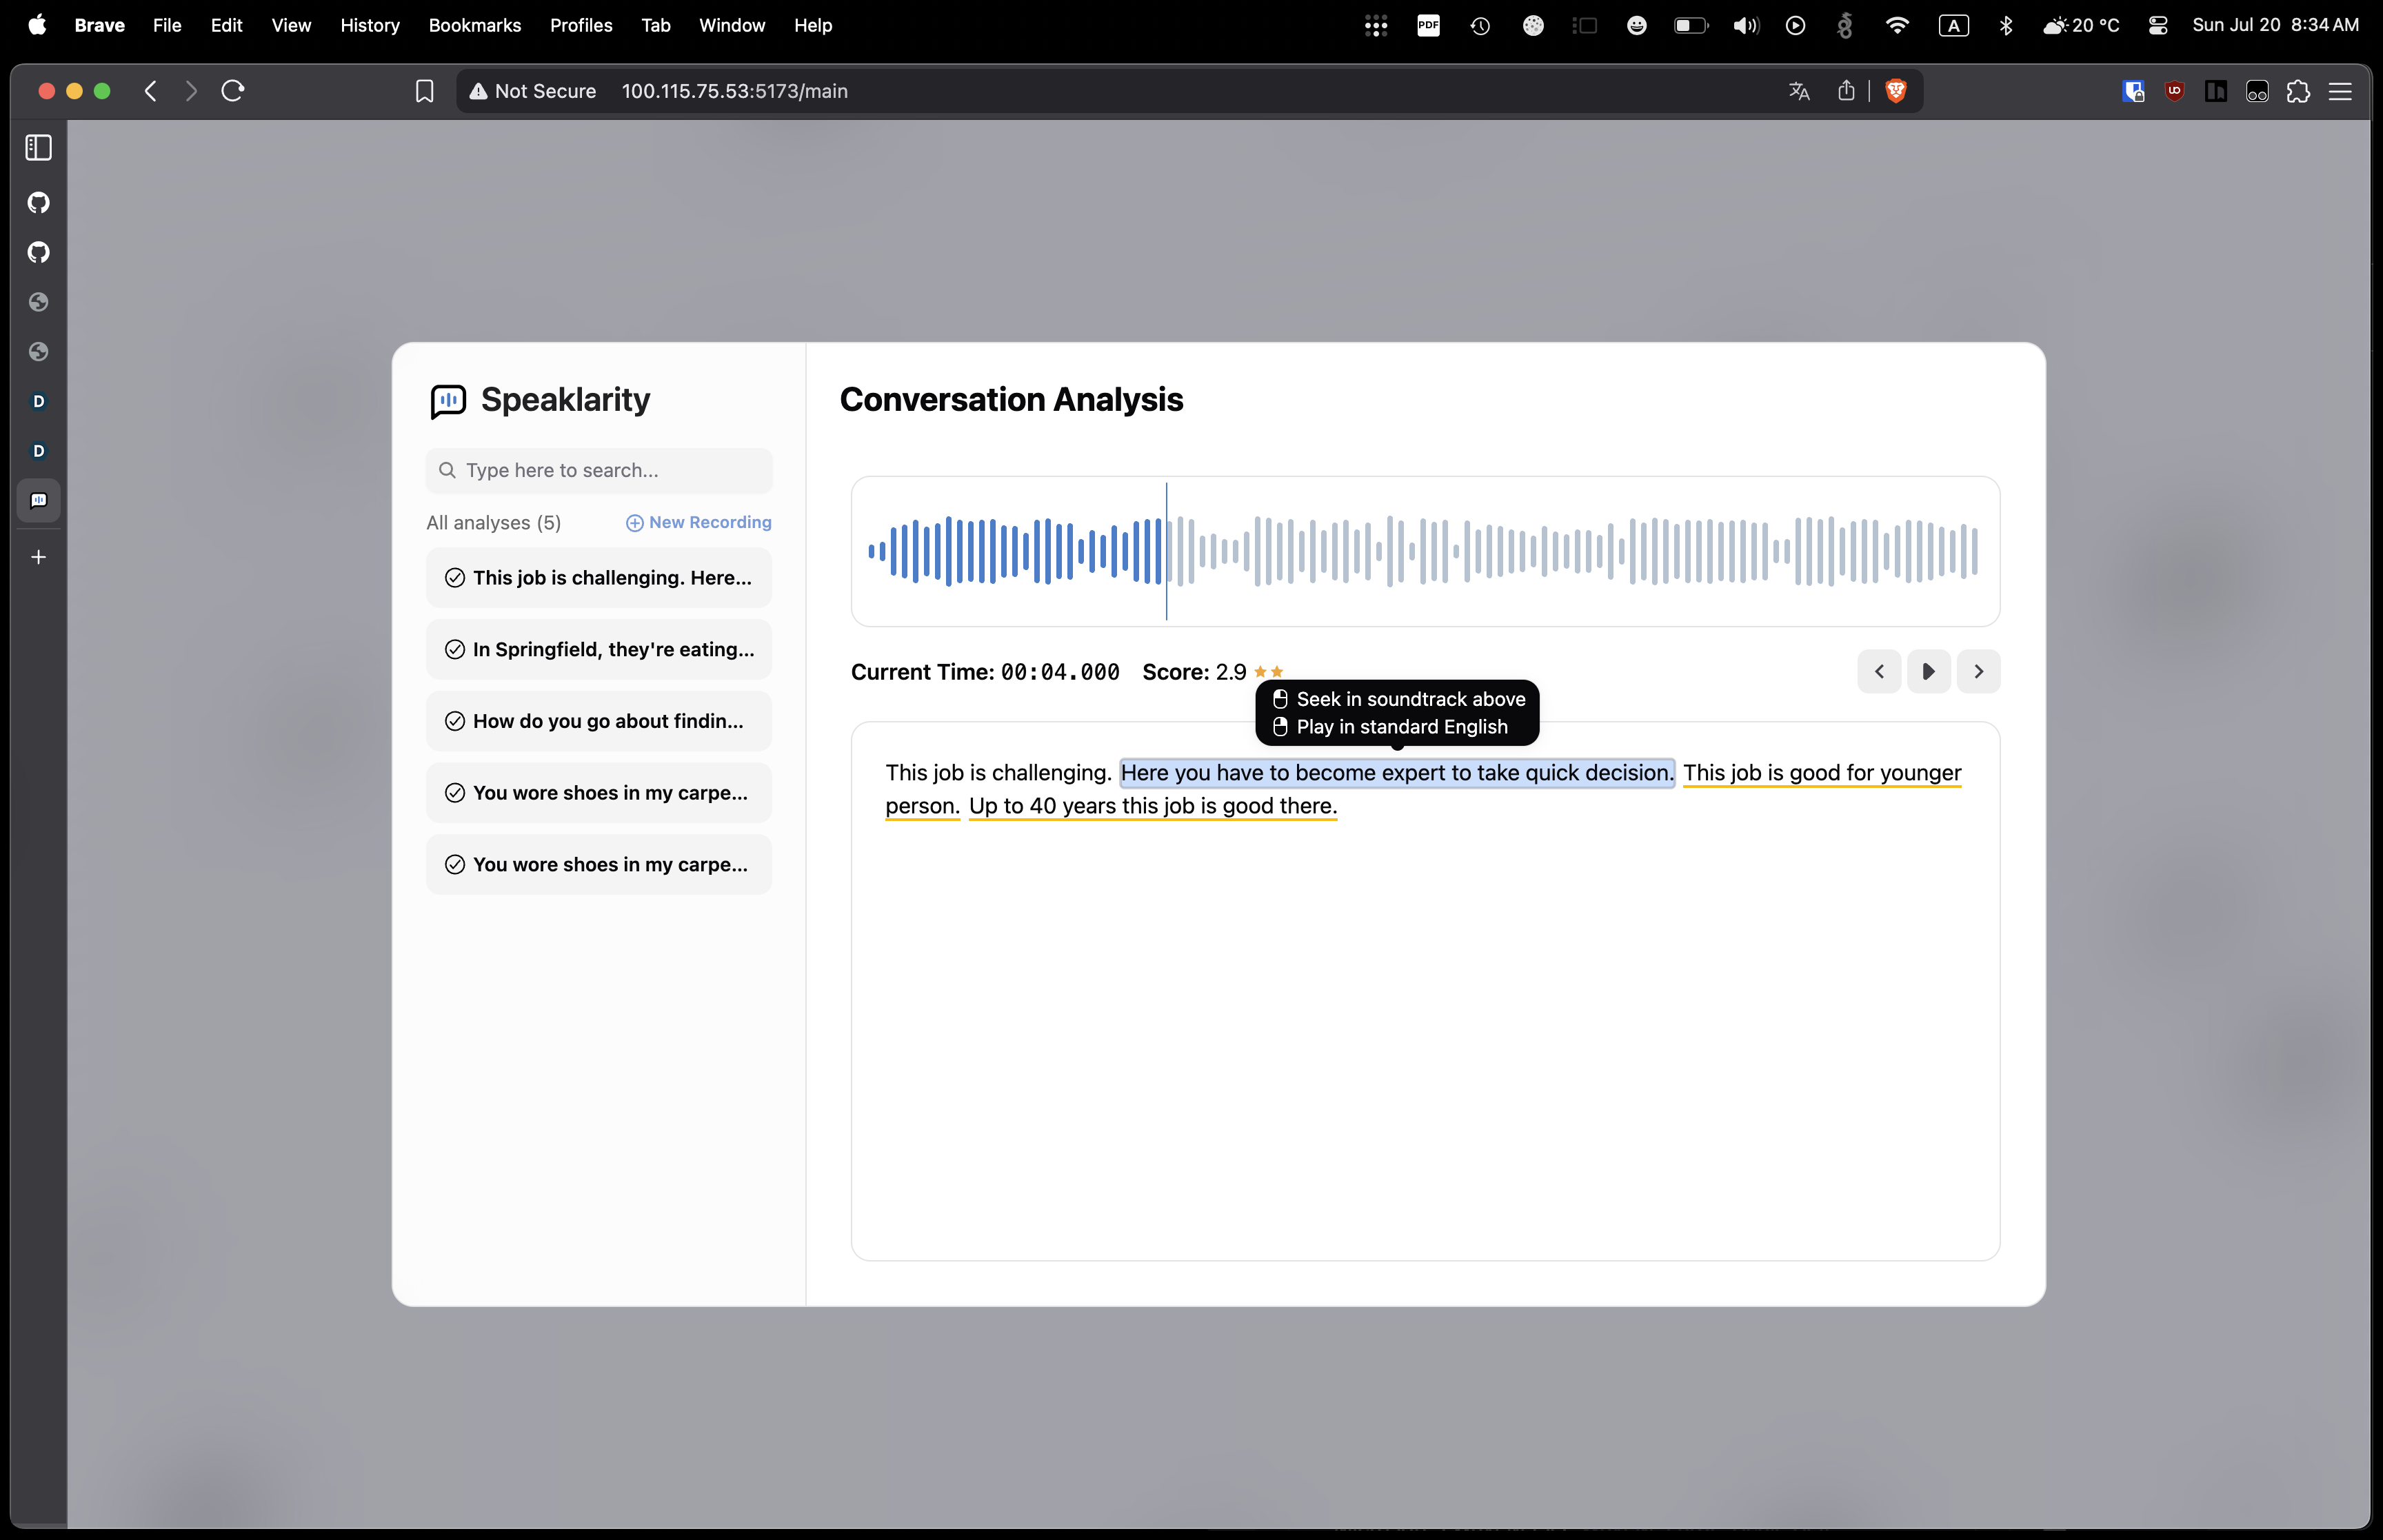 Brave File Edit View History Bookmarks Profiles Tab Window Help PDF A 20 °C Sun Jul 20 8:34 AM
Not Secure 100.115.75.53:5173/main
D
D
Speaklarity
Type here to search...
All analyses (5) New Recording
This job is challenging. Here...
In Springfield, they're eating...
How do you go about findin...
You wore shoes in my carpe...
You wore shoes in my carpe...
Conversation Analysis
Current Time: 00:04.000 Score: 2.9
Seek in soundtrack above
Play in standard English
This job is challenging. Here you have to become expert to take quick decision. This job is good for younger
person. Up to 40 years this job is good there.